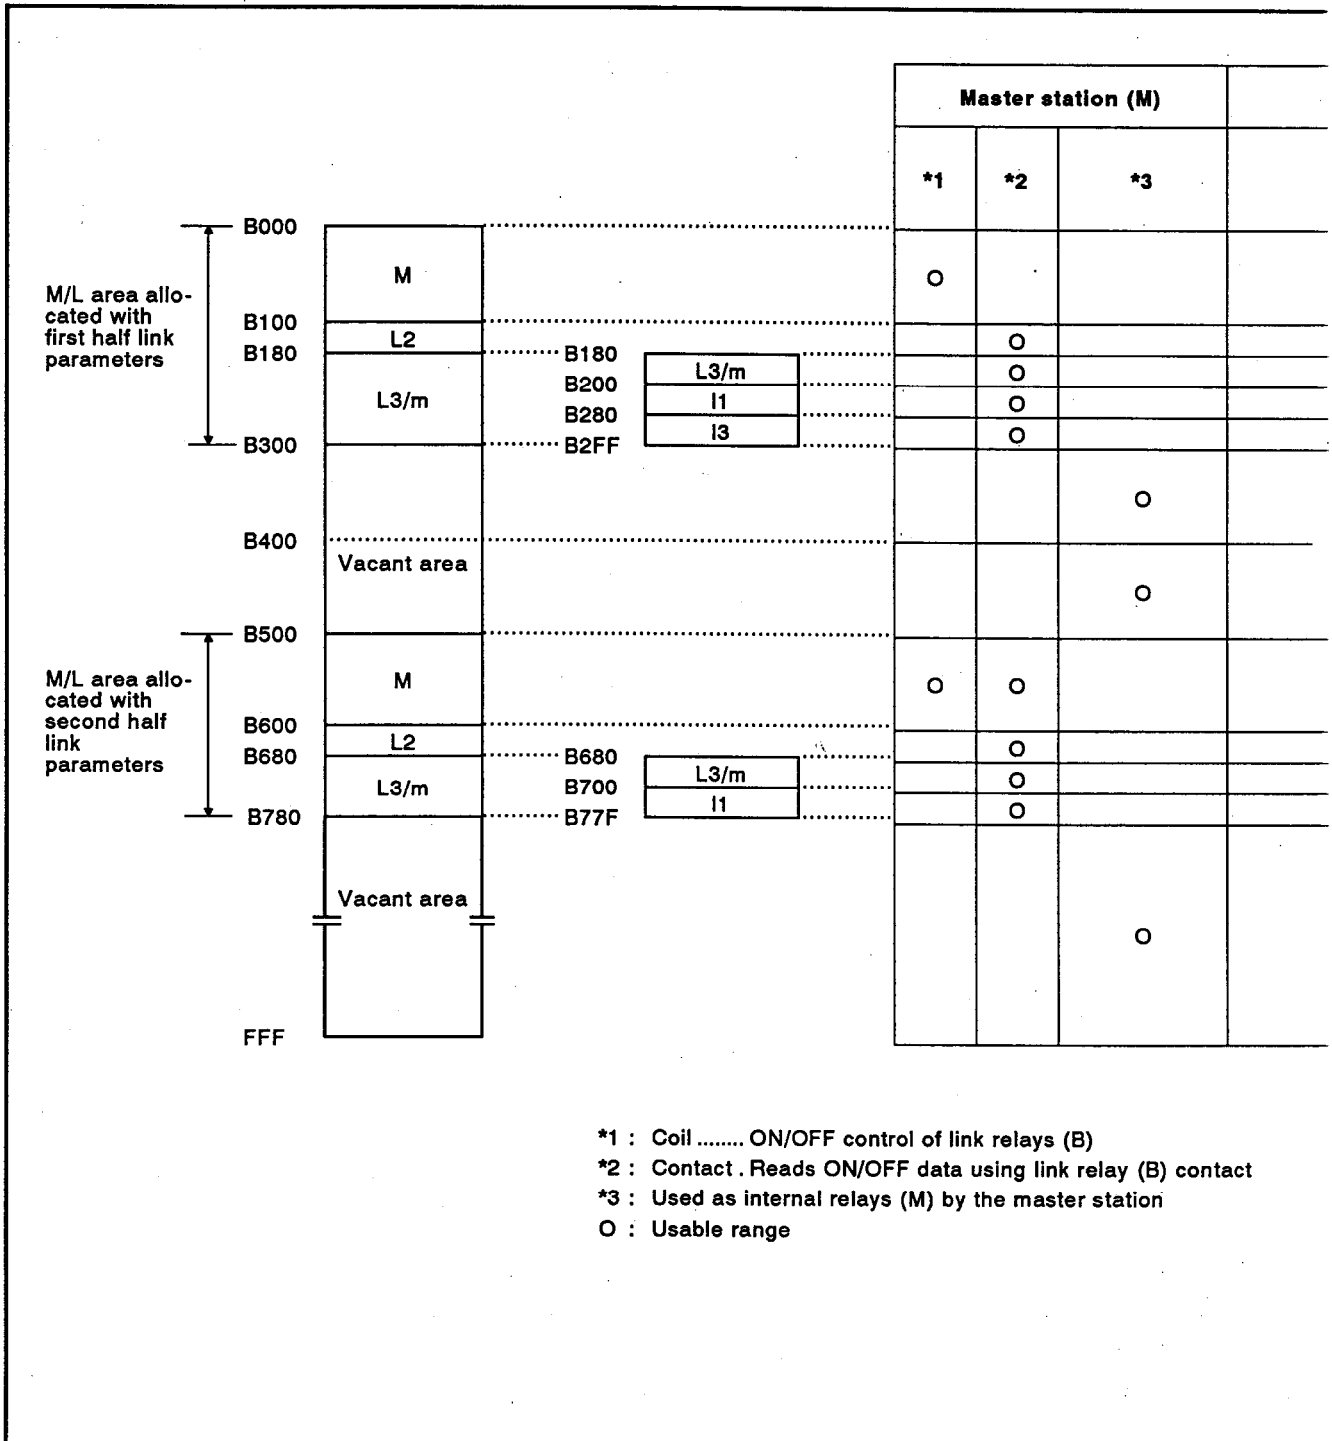 Master station (M)
*1 *2 *3
B000
M
O
M/L area allo-
cated with
first half link
parameters
B100
L2
O
B180
B180
L3/m
O
B200
L3/m
I1
O
B280
I3
O
B300
B2FF
O
B400
Vacant area
O
B500
M/L area allo-
cated with
second half
link
parameters
M
O O
B600
L2
O
B680
B680
L3/m
O
L3/m
B700
I1
O
B780
B77F
Vacant area
O
FFF
*1 : Coil ........ ON/OFF control of link relays (B)
*2 : Contact . Reads ON/OFF data using link relay (B) contact
*3 : Used as internal relays (M) by the master station
O : Usable range